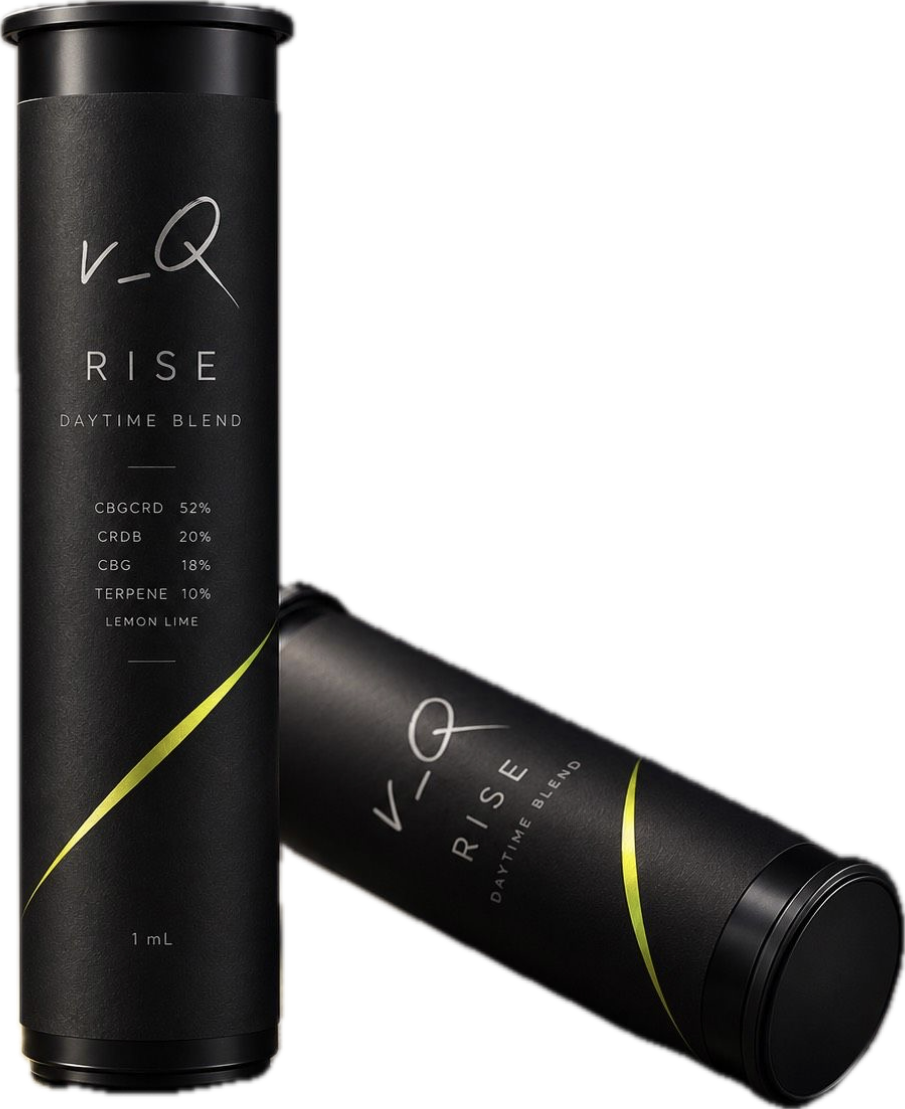 v_Q
RISE
DAYTIME BLEND
CBGCRD 52%
CRDB 20%
CBG 18%
TERPENE 10%
LEMON LIME
1 mL
v_Q
RISE
DAYTIME BLEND